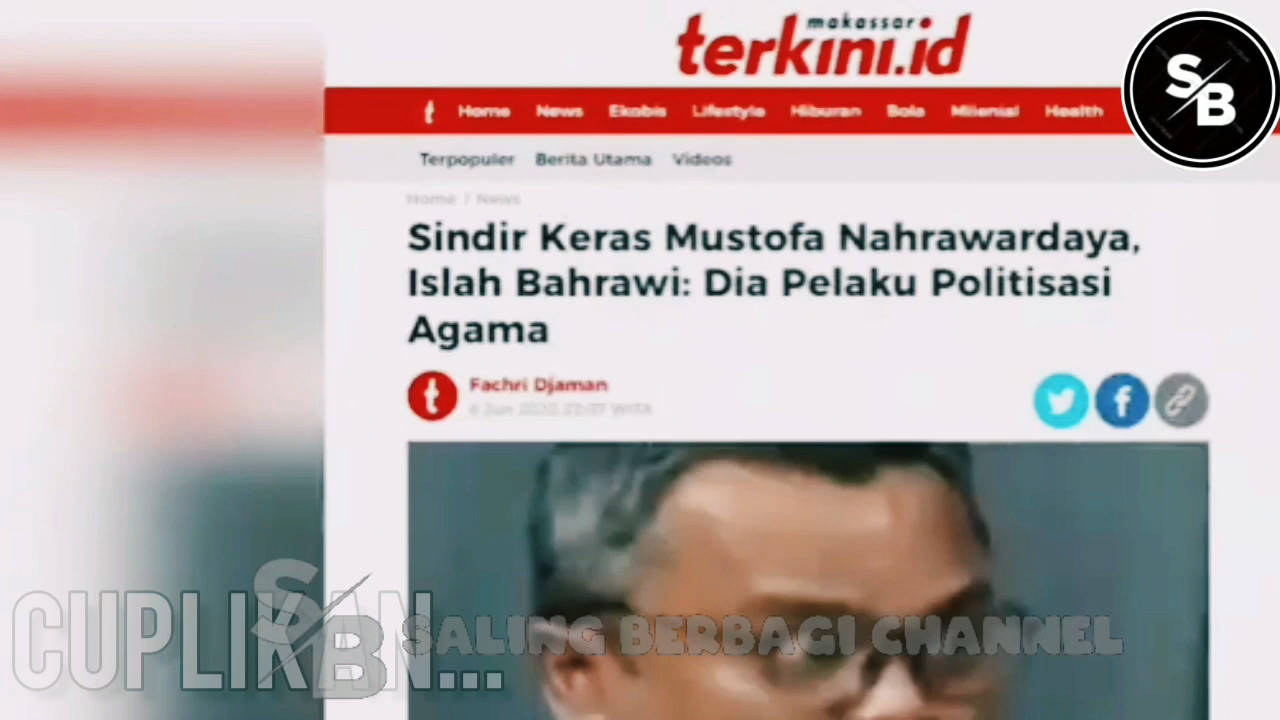 makassar
terkini.id
S
B
t Home News Ekobis Lifestyle Hiburan Bola Milenial Health
Terpopuler Berita Utama Videos
Home / News
Sindir Keras Mustofa Nahrawardaya,
Islah Bahrawi: Dia Pelaku Politisasi
Agama
t Fachri Djaman
WITA
CUPLIKAN...
S
B
SALING BERBAGI CHANNEL